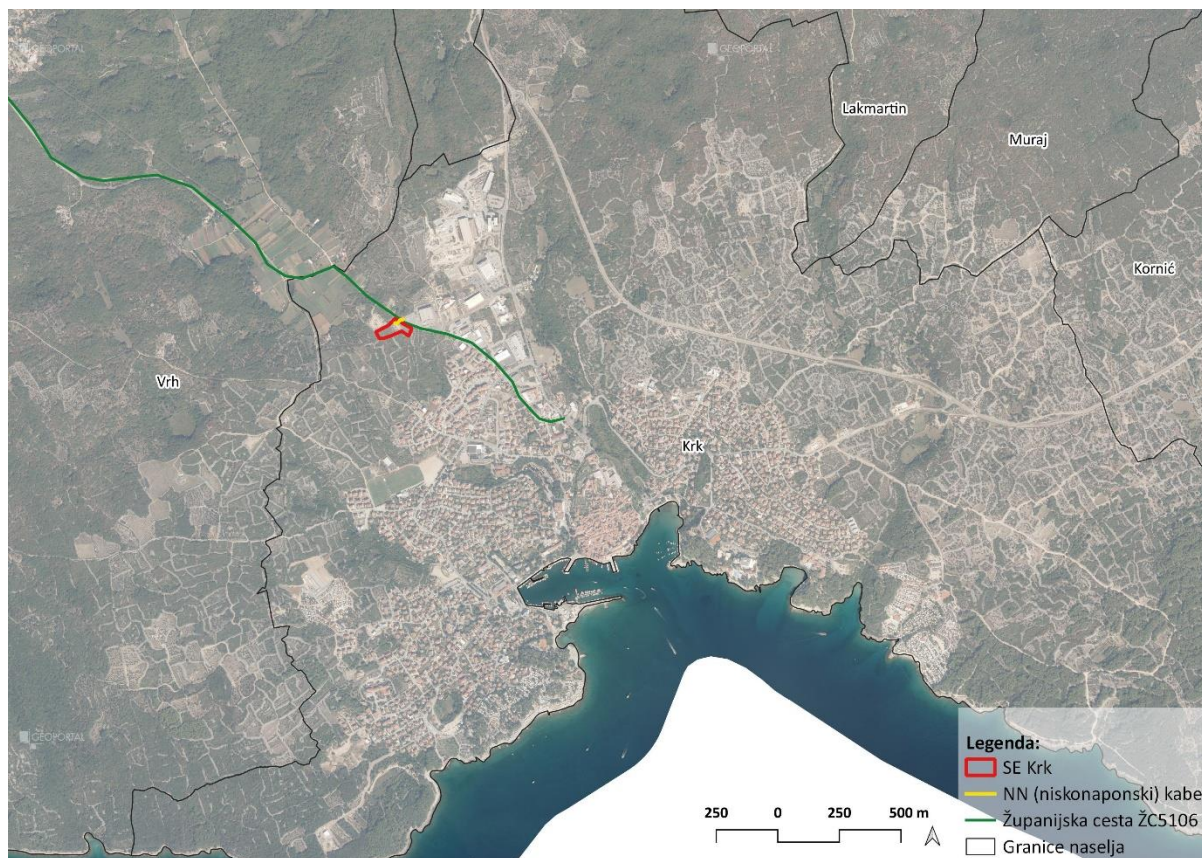 GEOPORTAL
GEOPORTAL
Lakmartin
Muraj
Kornić
Vrh
Krk
GEOPORTAL
Legenda:
SE Krk
NN (niskonaponski) kabe
Županijska cesta ŽC5106
Granice naselja
250 0 250 500 m